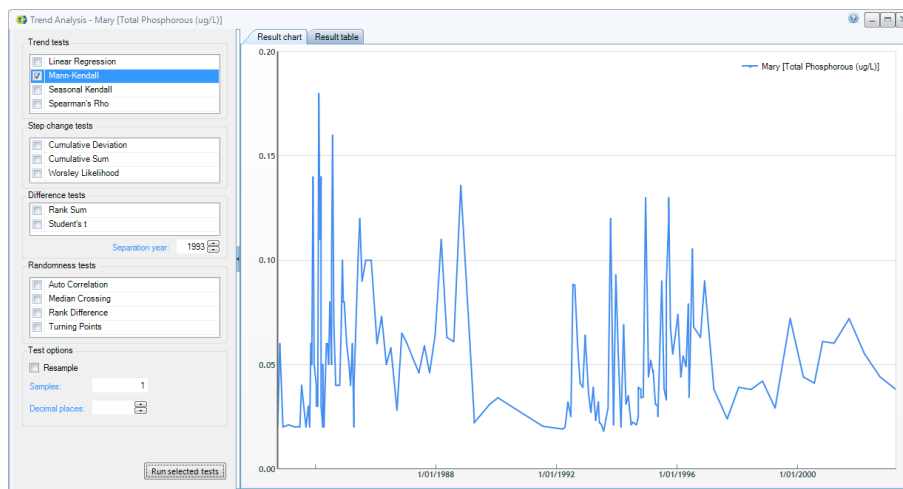 Trend Analysis - Mary [Total Phosphorous (ug/L)]
Trend tests
Linear Regression
Mann-Kendall
Seasonal Kendall
Spearman's Rho
Step change tests
Cumulative Deviation
Cumulative Sum
Worsley Likelihood
Difference tests
Rank Sum
Student's t
Separation year: 1993
Randomness tests
Auto Correlation
Median Crossing
Rank Difference
Turning Points
Test options
Resample
Samples: 1
Decimal places:
Run selected tests
Result chart Result table
Mary [Total Phosphorous (ug/L)]
0.20
0.15
0.10
0.05
0.00
1/01/1988 1/01/1992 1/01/1996 1/01/2000